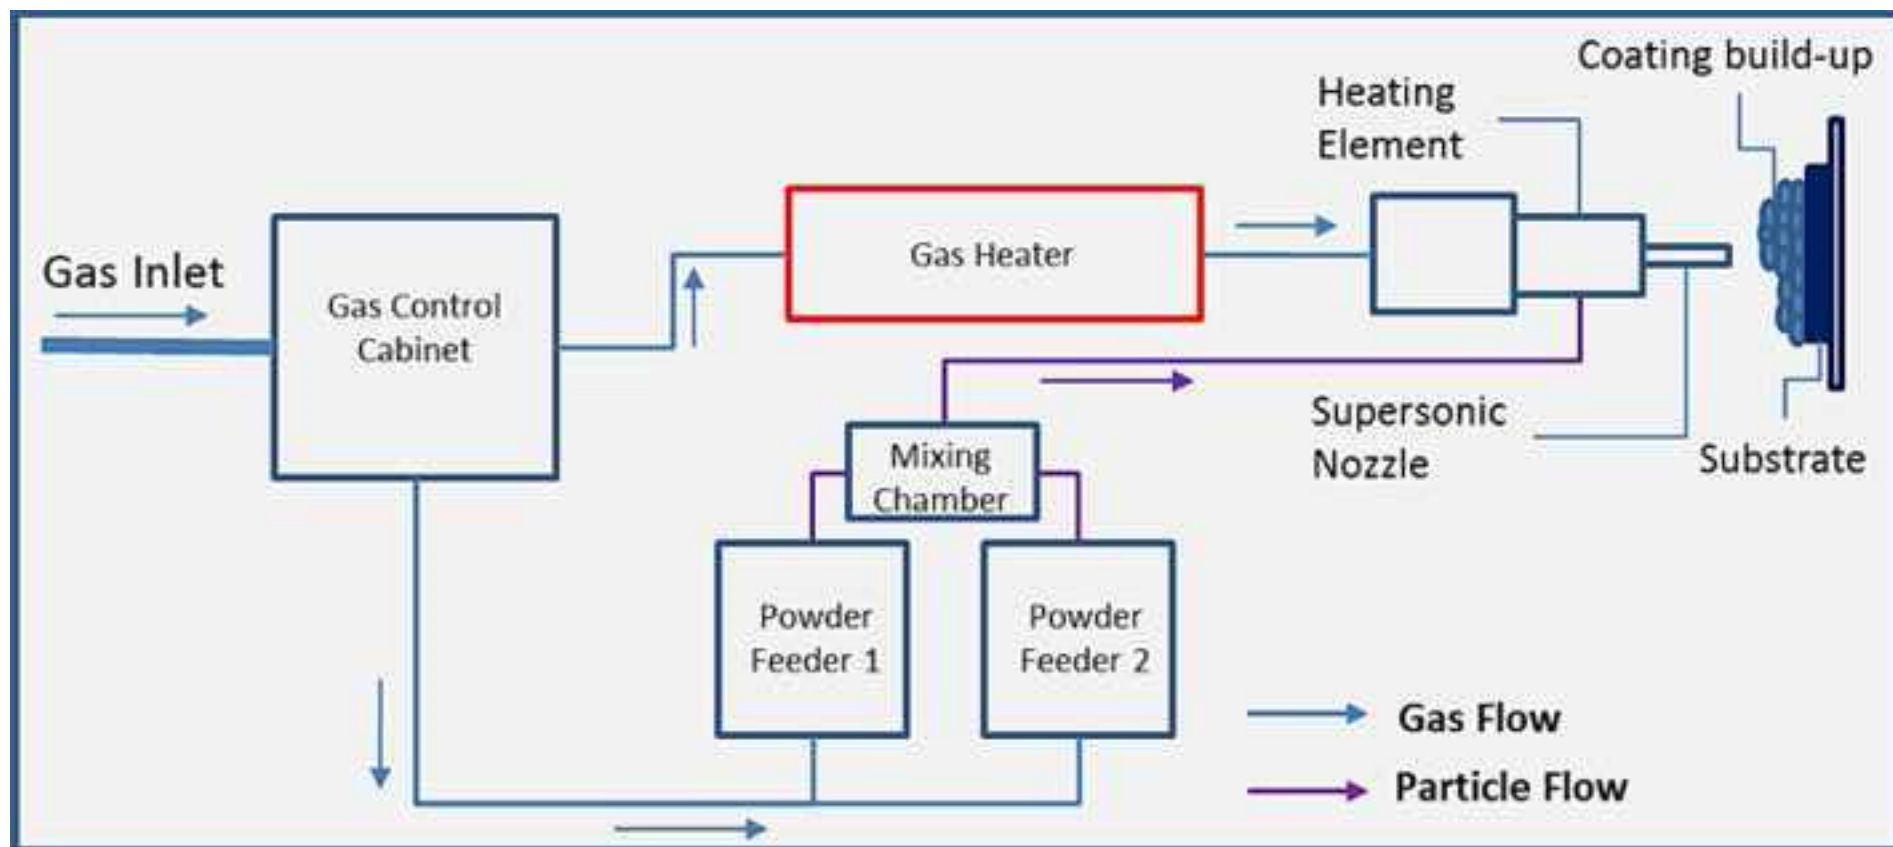 Coating build-up
Heating
Element
Gas Inlet
Gas Control
Cabinet
Gas Heater
Supersonic
Nozzle
Substrate
Mixing
Chamber
Powder
Feeder 1
Powder
Feeder 2
Gas Flow
Particle Flow